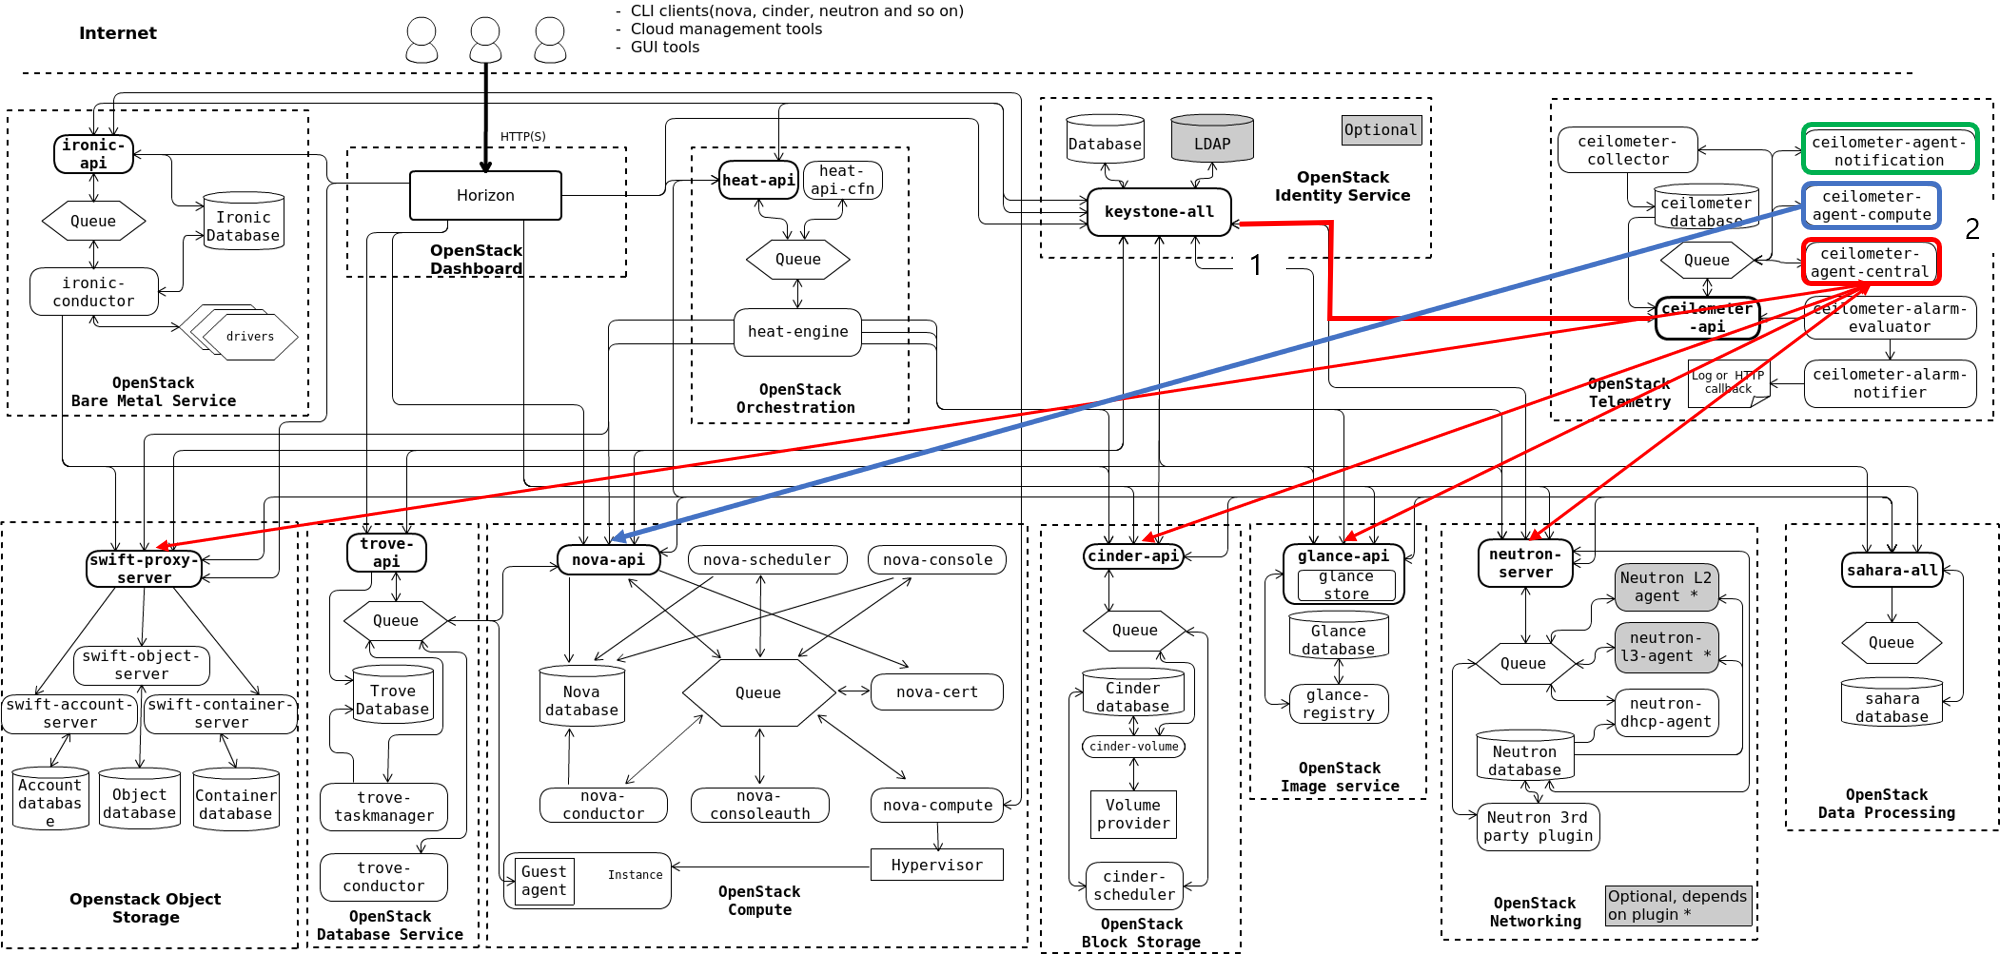 Internet
- CLI clients(nova, cinder, neutron and so on)
- Cloud management tools
- GUI tools
HTTP(S)
ironic-
api
Queue
Ironic
Database
ironic-
conductor
drivers
OpenStack
Bare Metal Service
Horizon
OpenStack
Dashboard
heat-api
heat-
api-cfn
Queue
heat-engine
OpenStack
Orchestration
Database
LDAP
Optional
OpenStack
Identity Service
keystone-all
1
ceilometer-
collector
ceilometer-agent-
notification
ceilometer
database
ceilometer-
agent-compute
2
Queue
ceilometer-
agent-central
ceilometer
-api
ceilometer-alarm-
evaluator
Log or HTTP
callback
ceilometer-alarm-
notifier
OpenStack
Telemetry
swift-proxy-
server
swift-object-
server
swift-account-
server
swift-container-
server
Account
databas
e
Object
database
Container
database
Openstack Object
Storage
trove-
api
Queue
Trove
Database
trove-
taskmanager
trove-
conductor
OpenStack
Database Service
nova-api
nova-scheduler
nova-console
Nova
database
Queue
nova-cert
nova-
conductor
nova-
consoleauth
nova-compute
Hypervisor
Guest
agent
Instance
OpenStack
Compute
cinder-api
Queue
Cinder
database
cinder-volume
Volume
provider
cinder-
scheduler
OpenStack
Block Storage
glance-api
glance
store
Glance
database
glance-
registry
OpenStack
Image service
neutron-
server
Neutron L2
agent *
neutron-
l3-agent *
Queue
neutron-
dhcp-agent
Neutron
database
Neutron 3rd
party plugin
OpenStack
Networking
Optional, depends
on plugin *
sahara-all
Queue
sahara
database
OpenStack
Data Processing